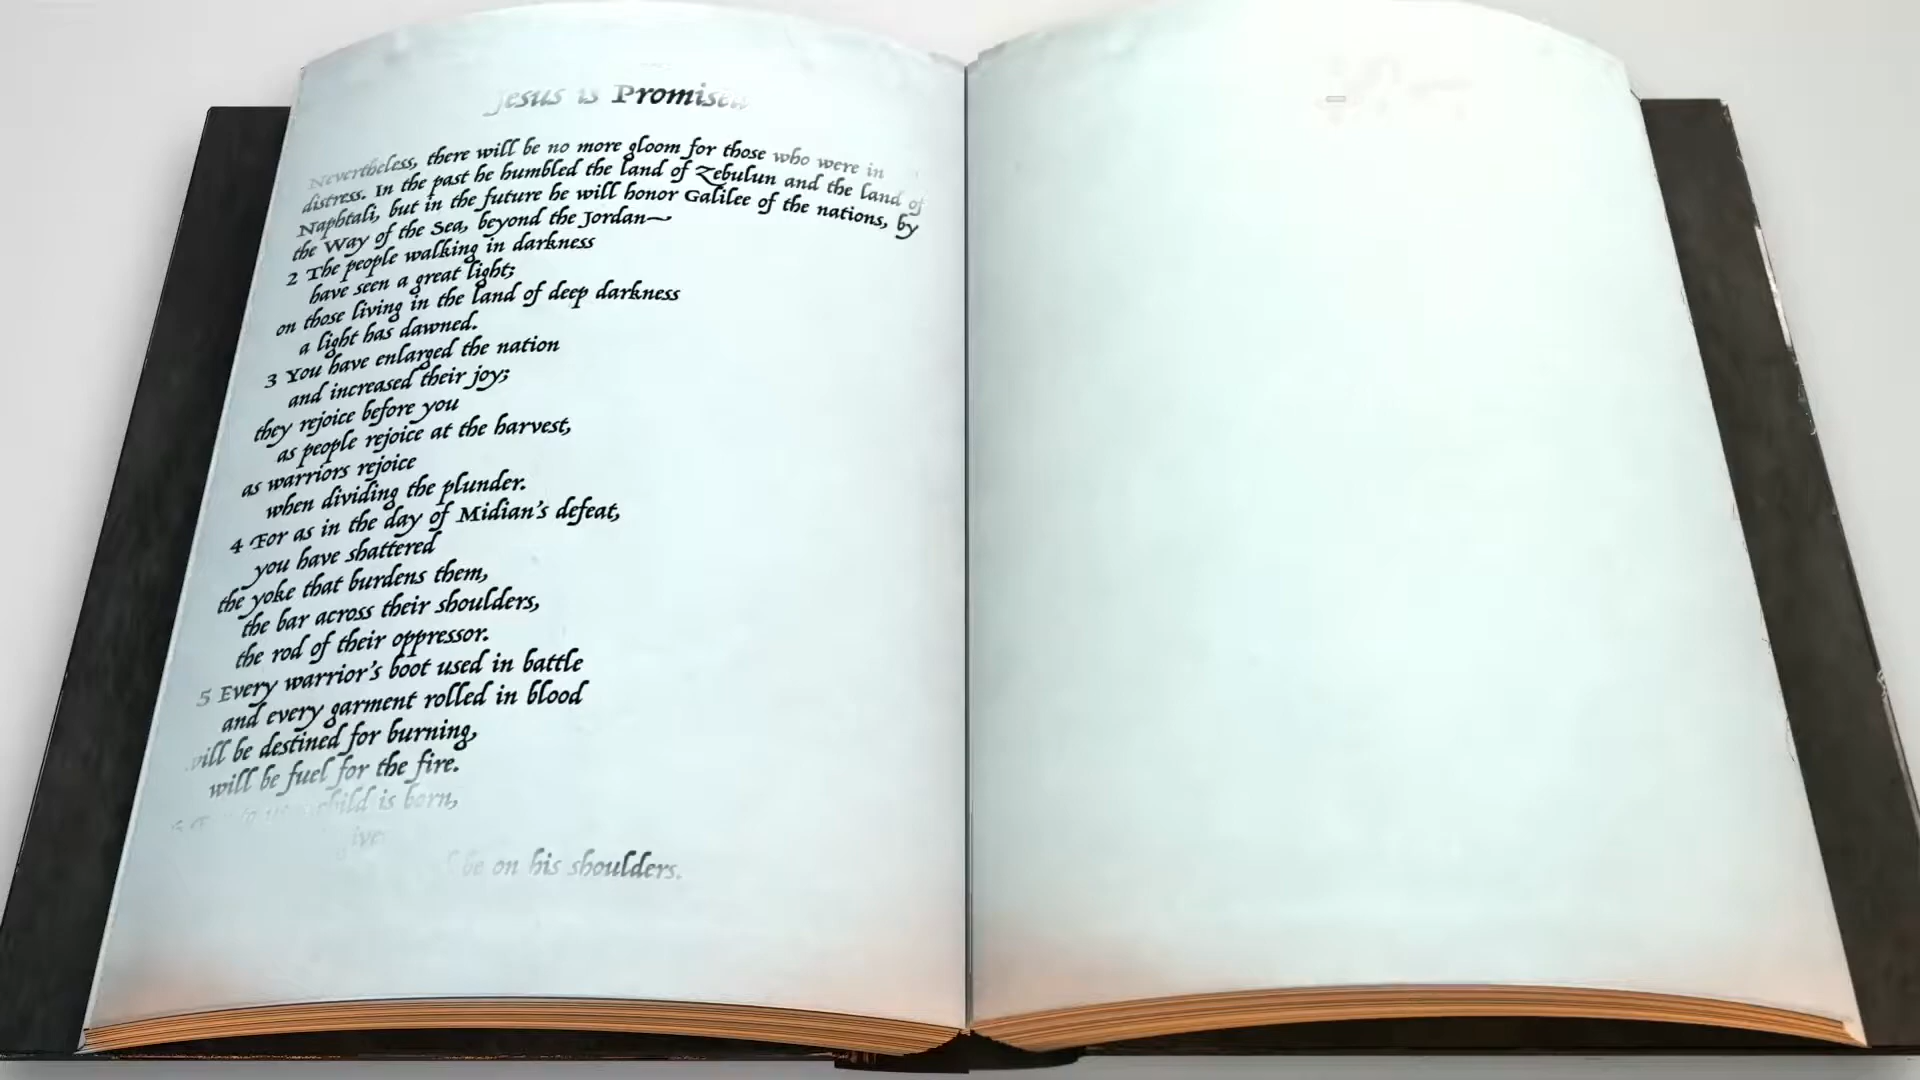 Jesus is Promised
Nevertheless, there will be no more gloom for those who were in
distress. In the past he humbled the land of Zebulun and the land of
Naphtali, but in the future he will honor Galilee of the nations, by
the Way of the Sea, beyond the Jordan—
2 The people walking in darkness
have seen a great light;
on those living in the land of deep darkness
a light has dawned.
3 You have enlarged the nation
and increased their joy;
they rejoice before you
as people rejoice at the harvest,
as warriors rejoice
when dividing the plunder.
4 For as in the day of Midian's defeat,
you have shattered
the yoke that burdens them,
the bar across their shoulders,
the rod of their oppressor.
5 Every warrior's boot used in battle
and every garment rolled in blood
will be destined for burning,
will be fuel for the fire.
child is born,
be on his shoulders.